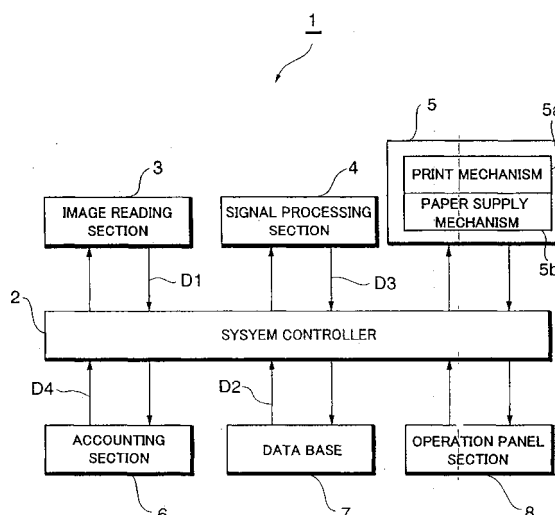 1
5
5a
3
4
PRINT MECHANISM
IMAGE READING
SECTION
SIGNAL PROCESSING
SECTION
PAPER SUPPLY
MECHANISM
5b
D1
D3
2
SYSYEM CONTROLLER
D4
D2
ACCOUNTING
SECTION
DATA BASE
OPERATION PANEL
SECTION
6
7
8